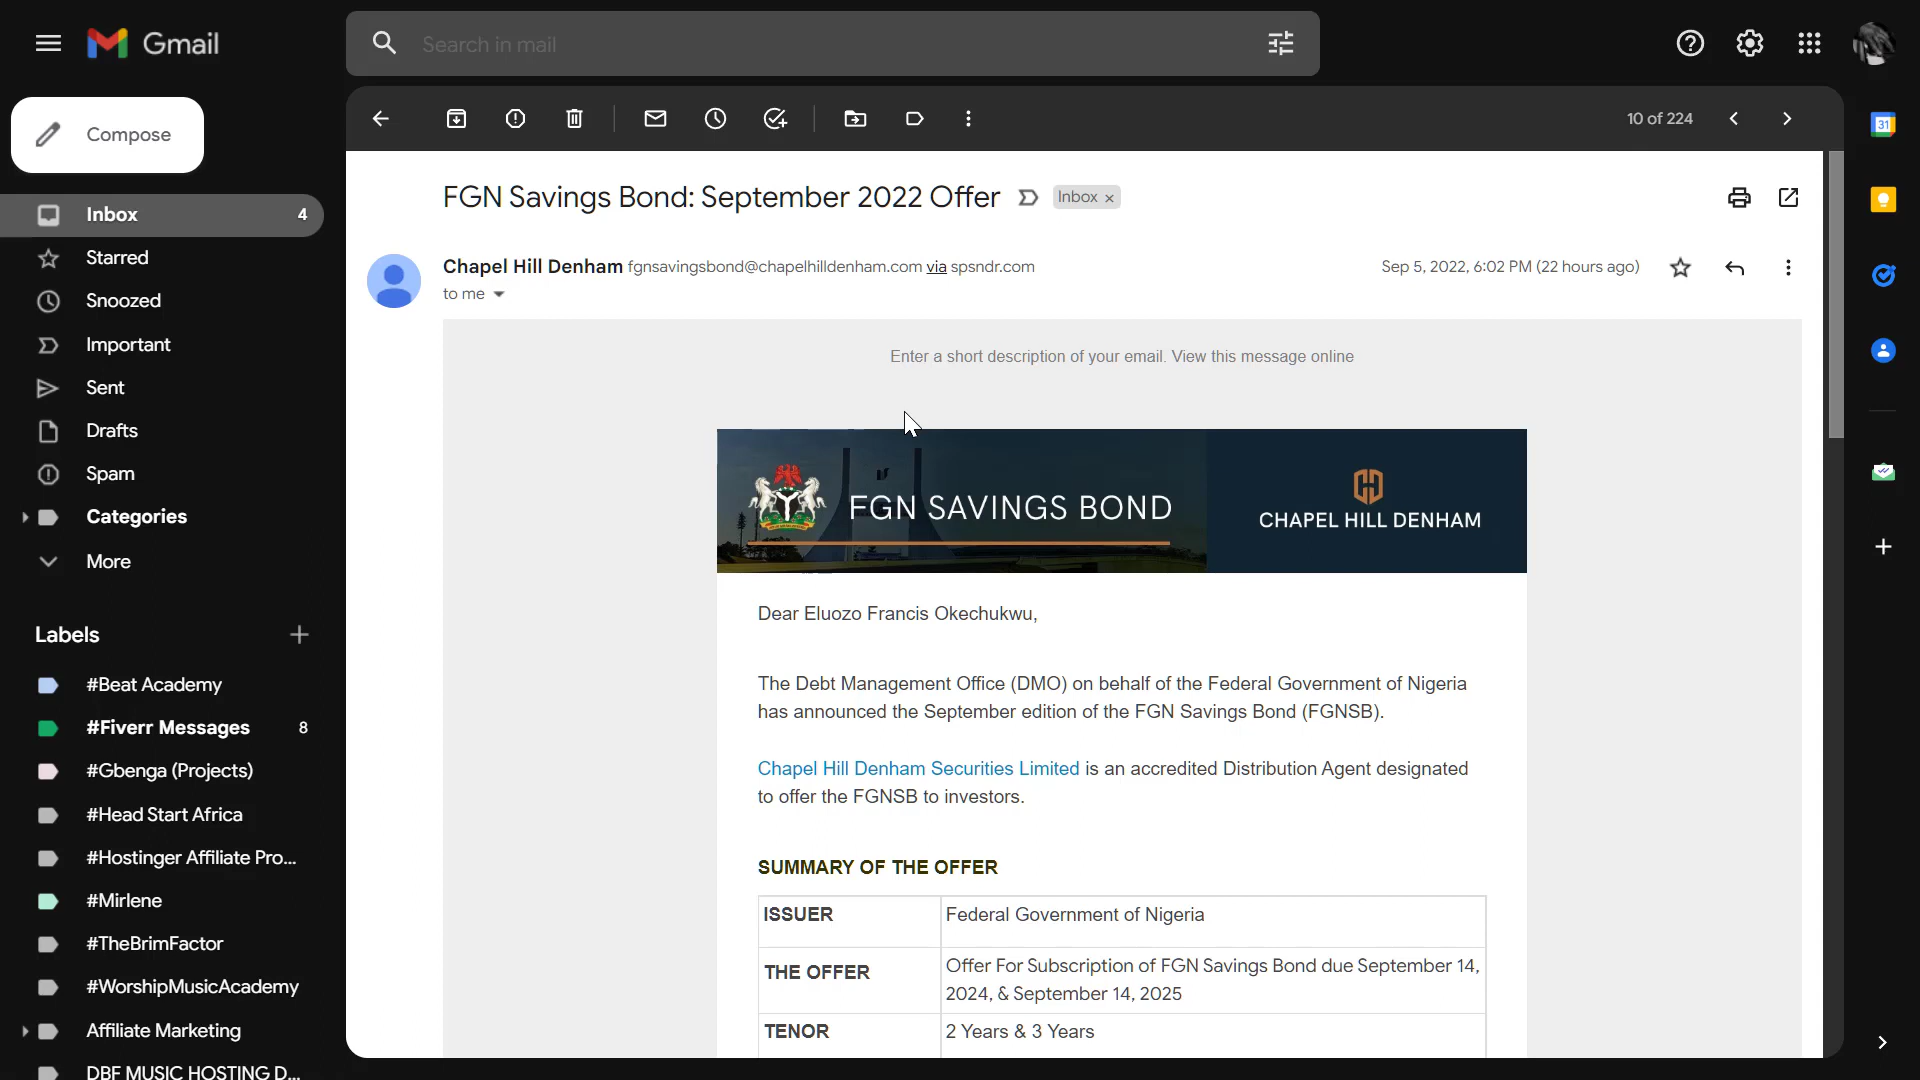 Gmail
Search in mail
Compose
10 of 224
Inbox 4
Starred
Snoozed
Important
Sent
Drafts
Spam
Categories
More
Labels
#Beat Academy
#Fiverr Messages 8
#Gbenga (Projects)
#Head Start Africa
#Hostinger Affiliate Pro...
#Mirlene
#TheBrimFactor
#WorshipMusicAcademy
Affiliate Marketing
DBF MUSIC HOSTING D...
FGN Savings Bond: September 2022 Offer Inbox ×
Chapel Hill Denham fgnsavingsbond@chapelhilldenham.com via spsndr.com
Sep 5, 2022, 6:02 PM (22 hours ago)
to me
Enter a short description of your email. View this message online
FGN SAVINGS BOND
CHAPEL HILL DENHAM
Dear Eluozo Francis Okechukwu,
The Debt Management Office (DMO) on behalf of the Federal Government of Nigeria
has announced the September edition of the FGN Savings Bond (FGNSB).
Chapel Hill Denham Securities Limited is an accredited Distribution Agent designated
to offer the FGNSB to investors.
SUMMARY OF THE OFFER
ISSUER Federal Government of Nigeria
THE OFFER Offer For Subscription of FGN Savings Bond due September 14,
2024, & September 14, 2025
TENOR 2 Years & 3 Years
31